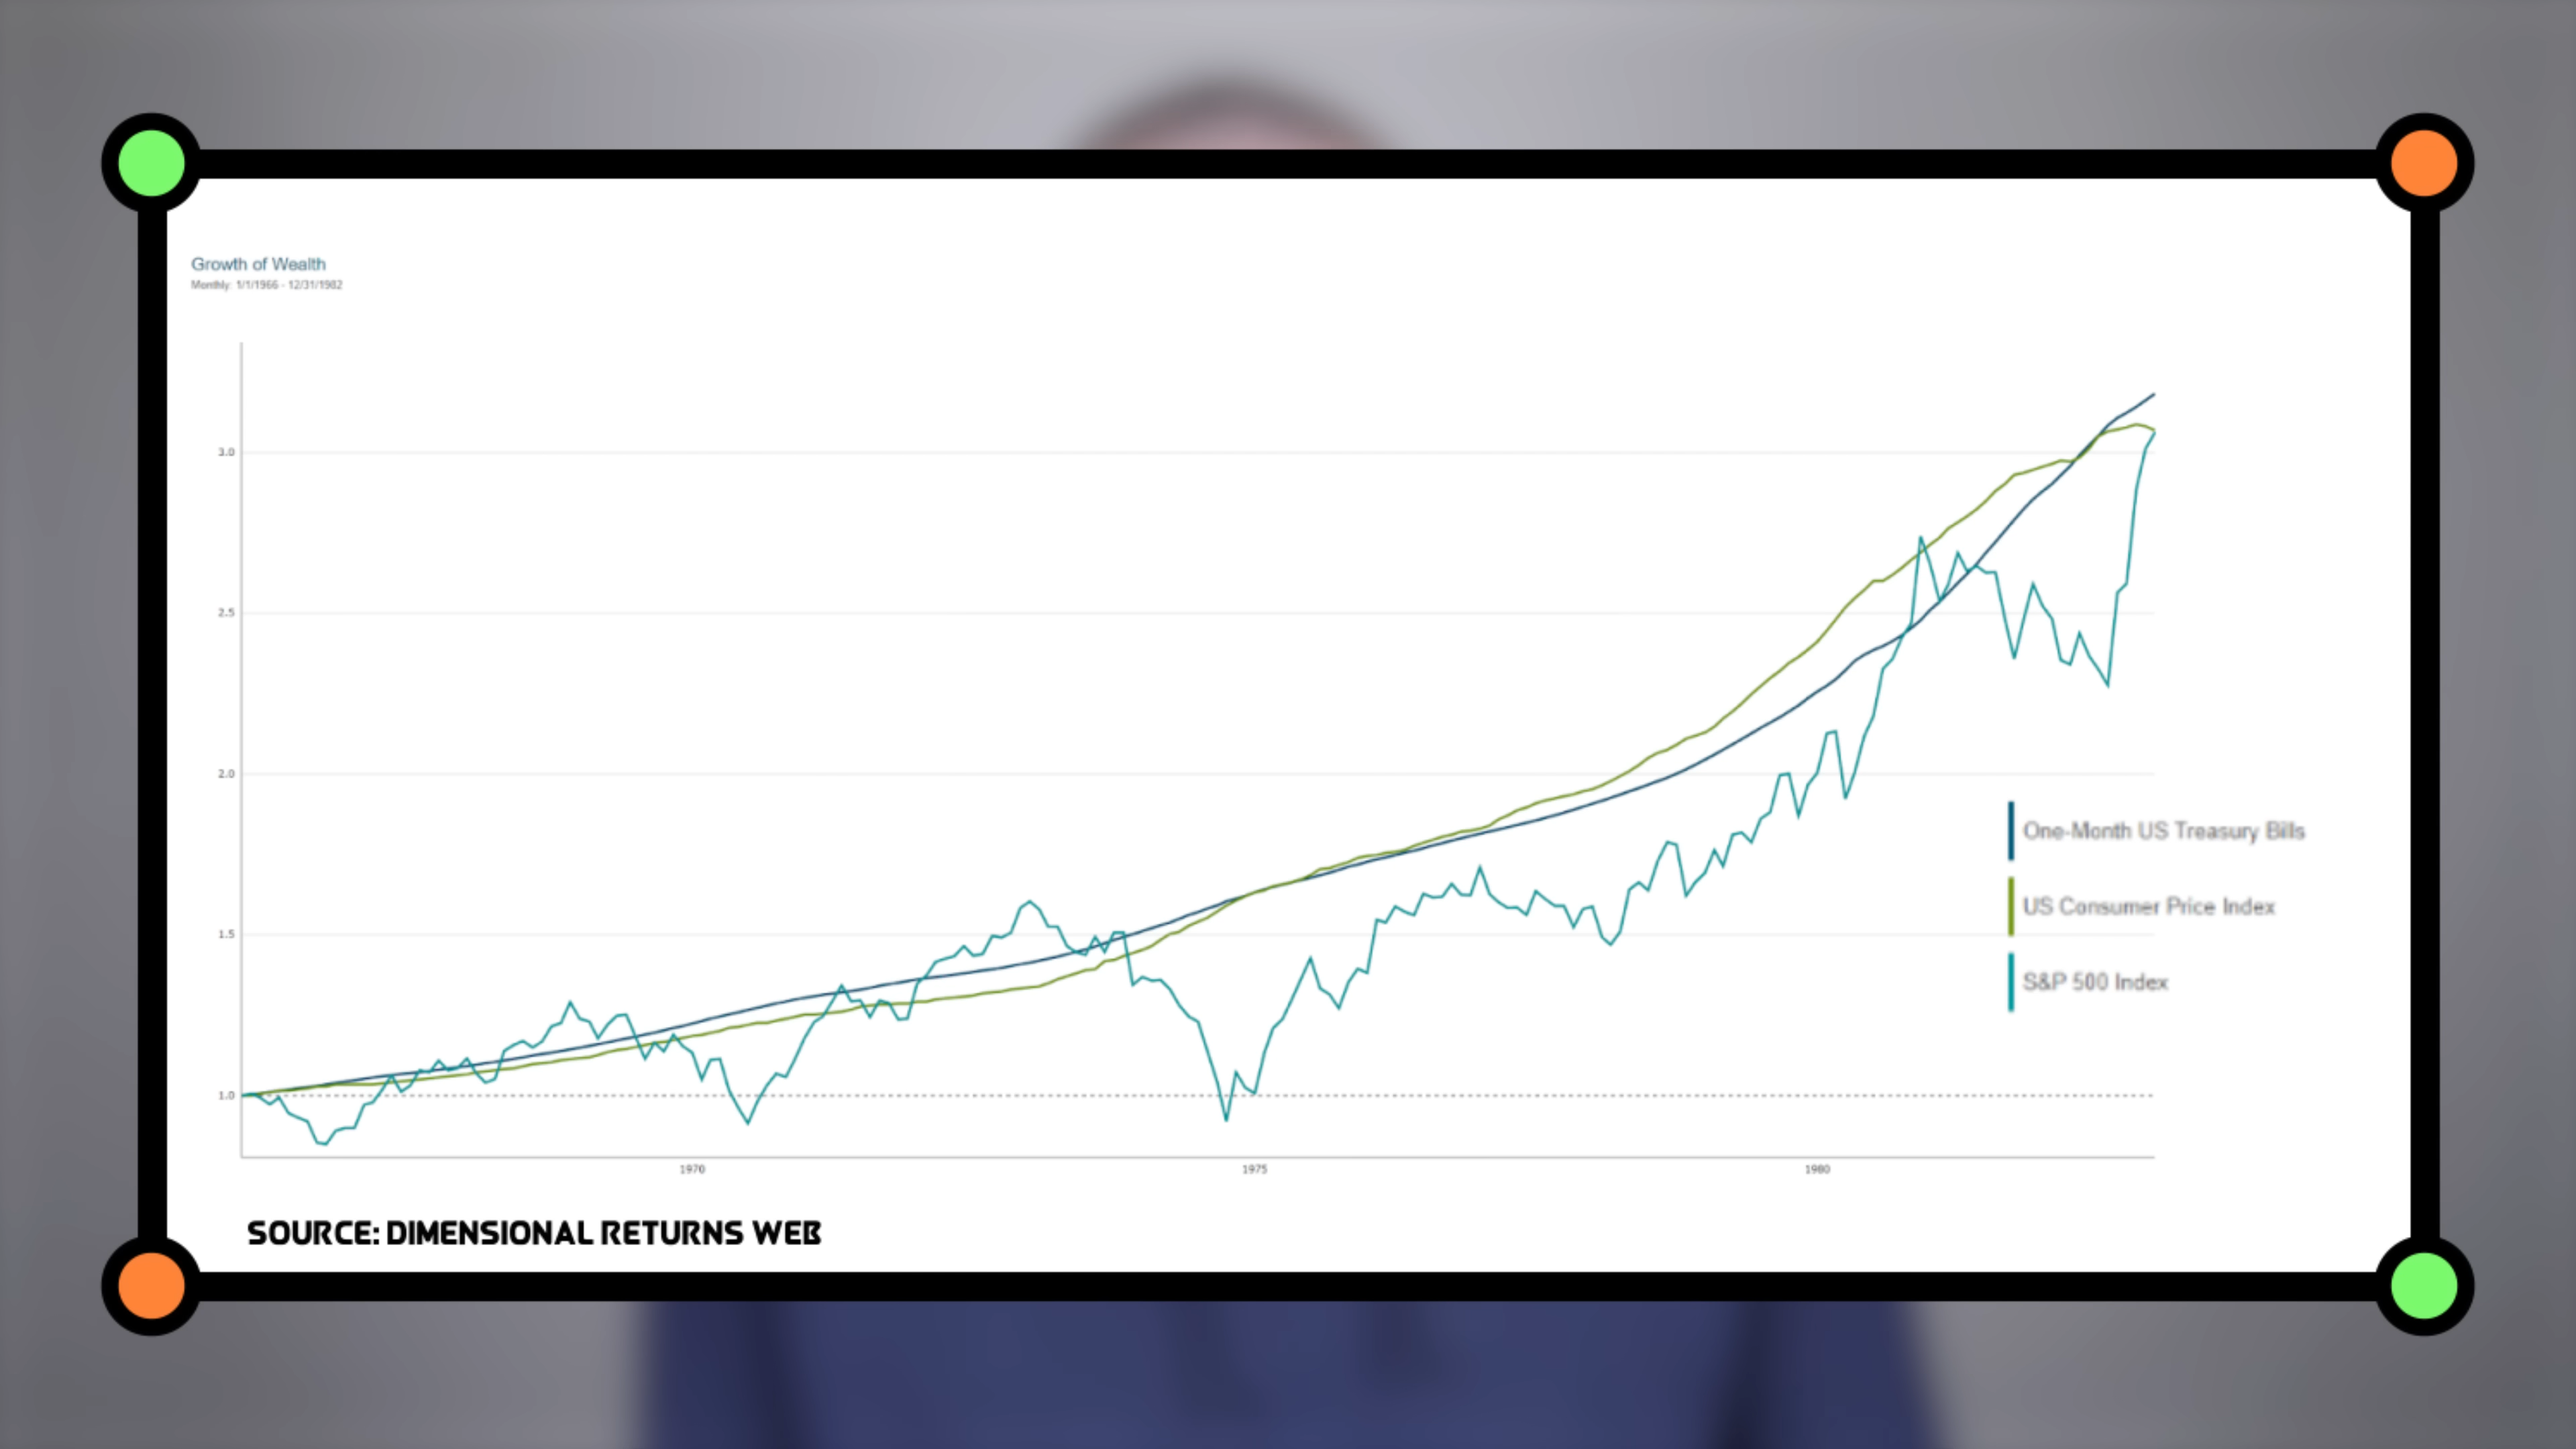 Growth of Wealth
Monthly: 1/1/1966 - 12/31/1982
3.0
2.5
2.0
1.5
1.0
1970
1975
1980
One-Month US Treasury Bills
US Consumer Price Index
S&P 500 Index
SOURCE: DIMENSIONAL RETURNS WEB